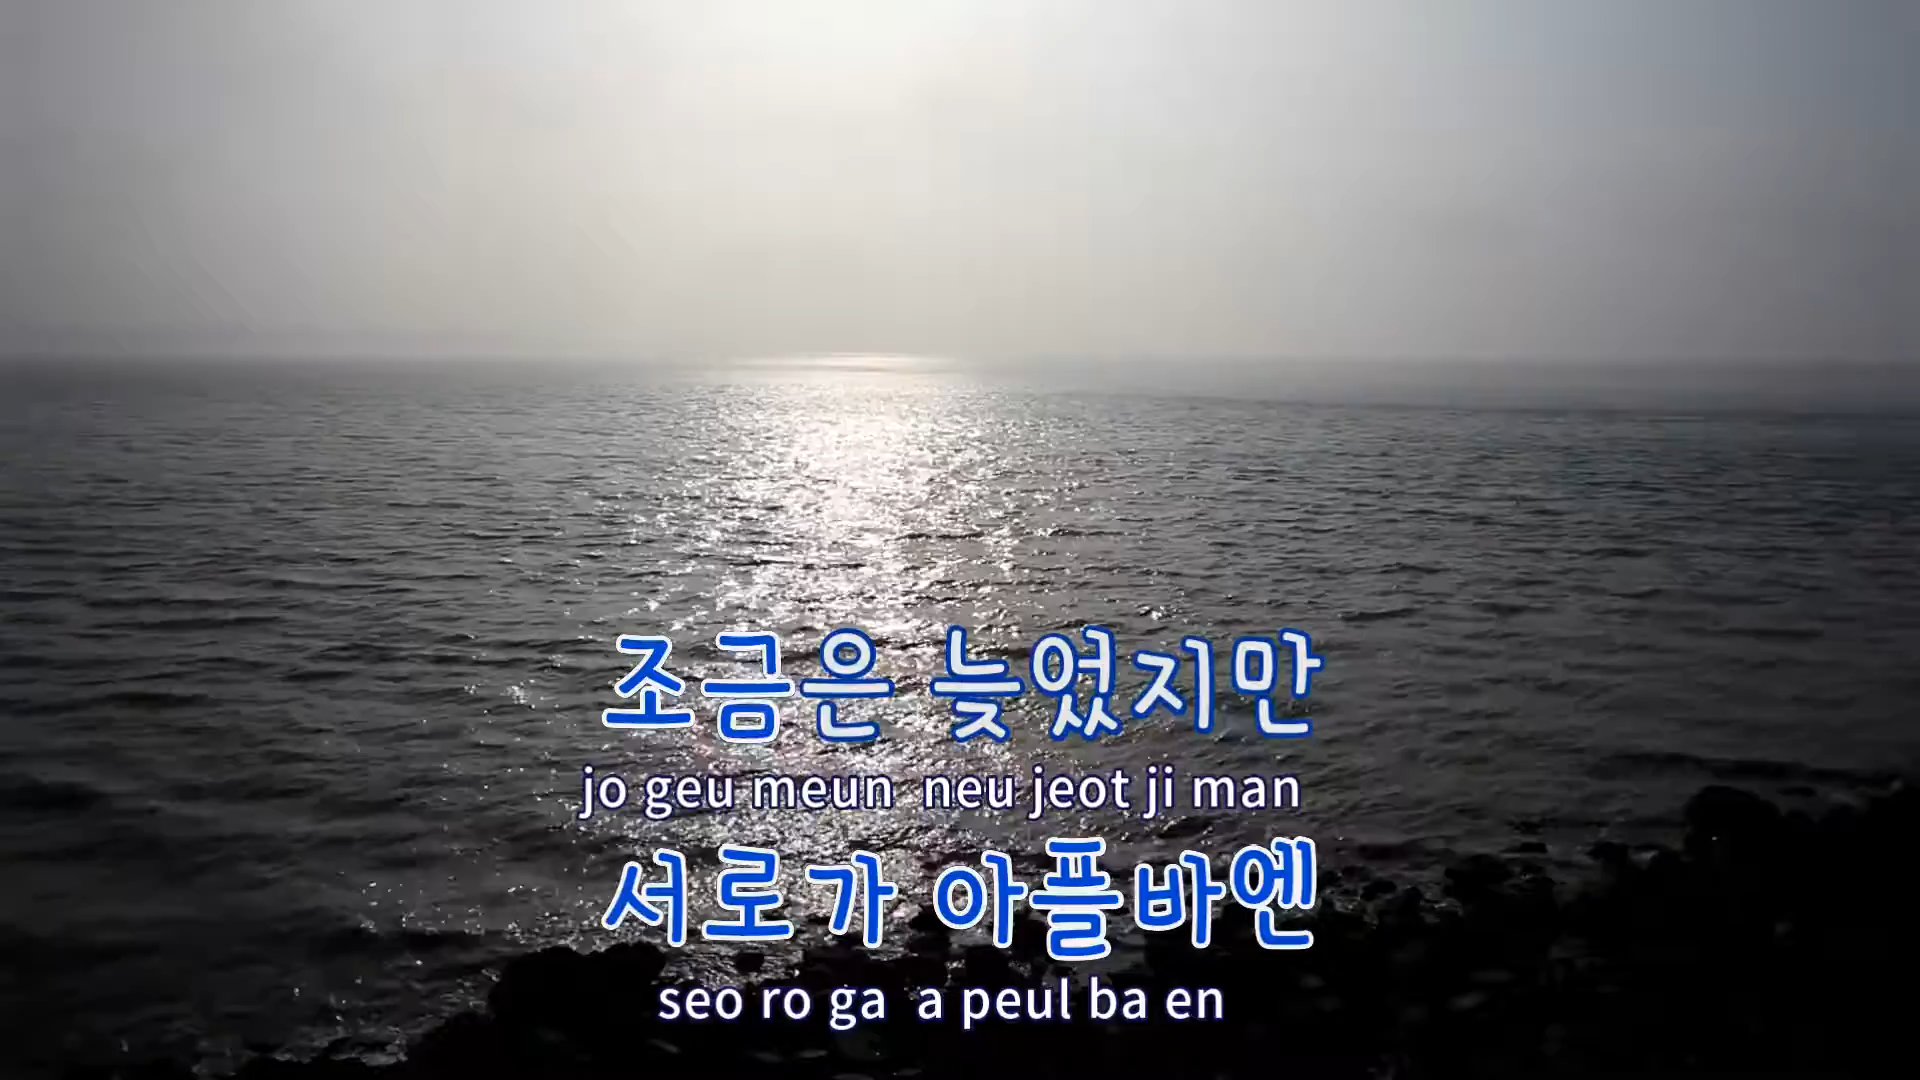 조금은 늦었지만
jo geu meun neu jeot ji man
서로가 아플바엔
seo ro ga a peul ba en